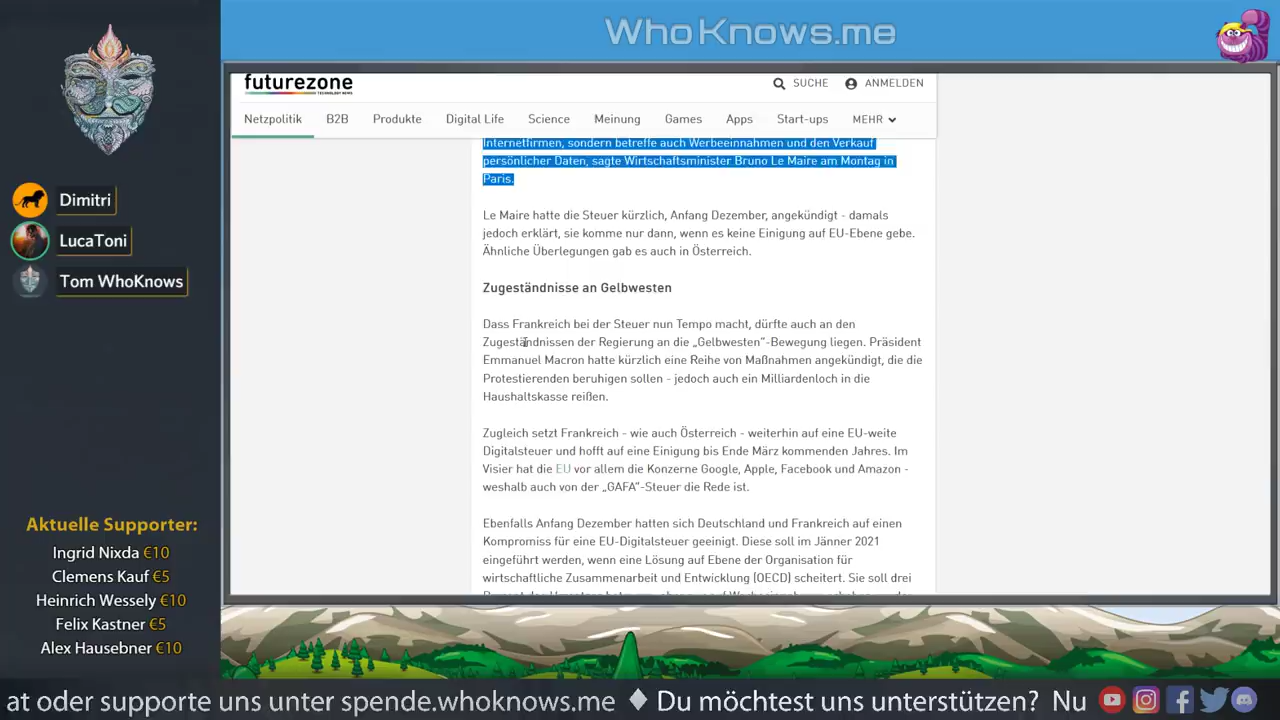 WhoKnows.me
futurezone
TECHNOLOGY NEWS
SUCHE
ANMELDEN
Netzpolitik
B2B
Produkte
Digital Life
Science
Meinung
Games
Apps
Start-ups
MEHR
Internetfirmen, sondern betreffe auch Werbeeinnahmen und den Verkauf
persönlicher Daten, sagte Wirtschaftsminister Bruno Le Maire am Montag in
Paris.
Le Maire hatte die Steuer kürzlich, Anfang Dezember, angekündigt - damals
jedoch erklärt, sie komme nur dann, wenn es keine Einigung auf EU-Ebene gebe.
Ähnliche Überlegungen gab es auch in Österreich.
Zugeständnisse an Gelbwesten
Dass Frankreich bei der Steuer nun Tempo macht, dürfte auch an den
Zugeständnissen der Regierung an die „Gelbwesten“-Bewegung liegen. Präsident
Emmanuel Macron hatte kürzlich eine Reihe von Maßnahmen angekündigt, die die
Protestierenden beruhigen sollen - jedoch auch ein Milliardenloch in die
Haushaltskasse reißen.
Zugleich setzt Frankreich - wie auch Österreich - weiterhin auf eine EU-weite
Digitalsteuer und hofft auf eine Einigung bis Ende März kommenden Jahres. Im
Visier hat die EU vor allem die Konzerne Google, Apple, Facebook und Amazon -
weshalb auch von der „GAFA“-Steuer die Rede ist.
Ebenfalls Anfang Dezember hatten sich Deutschland und Frankreich auf einen
Kompromiss für eine EU-Digitalsteuer geeinigt. Diese soll im Jänner 2021
eingeführt werden, wenn eine Lösung auf Ebene der Organisation für
wirtschaftliche Zusammenarbeit und Entwicklung (OECD) scheitert. Sie soll drei
Dimitri
LucaToni
Tom WhoKnows
Aktuelle Supporter:
Ingrid Nixda €10
Clemens Kauf €5
Heinrich Wessely €10
Felix Kastner €5
Alex Hausebner €10
at oder supporte uns unter spende.whoknows.me ♦ Du möchtest uns unterstützen? Nu